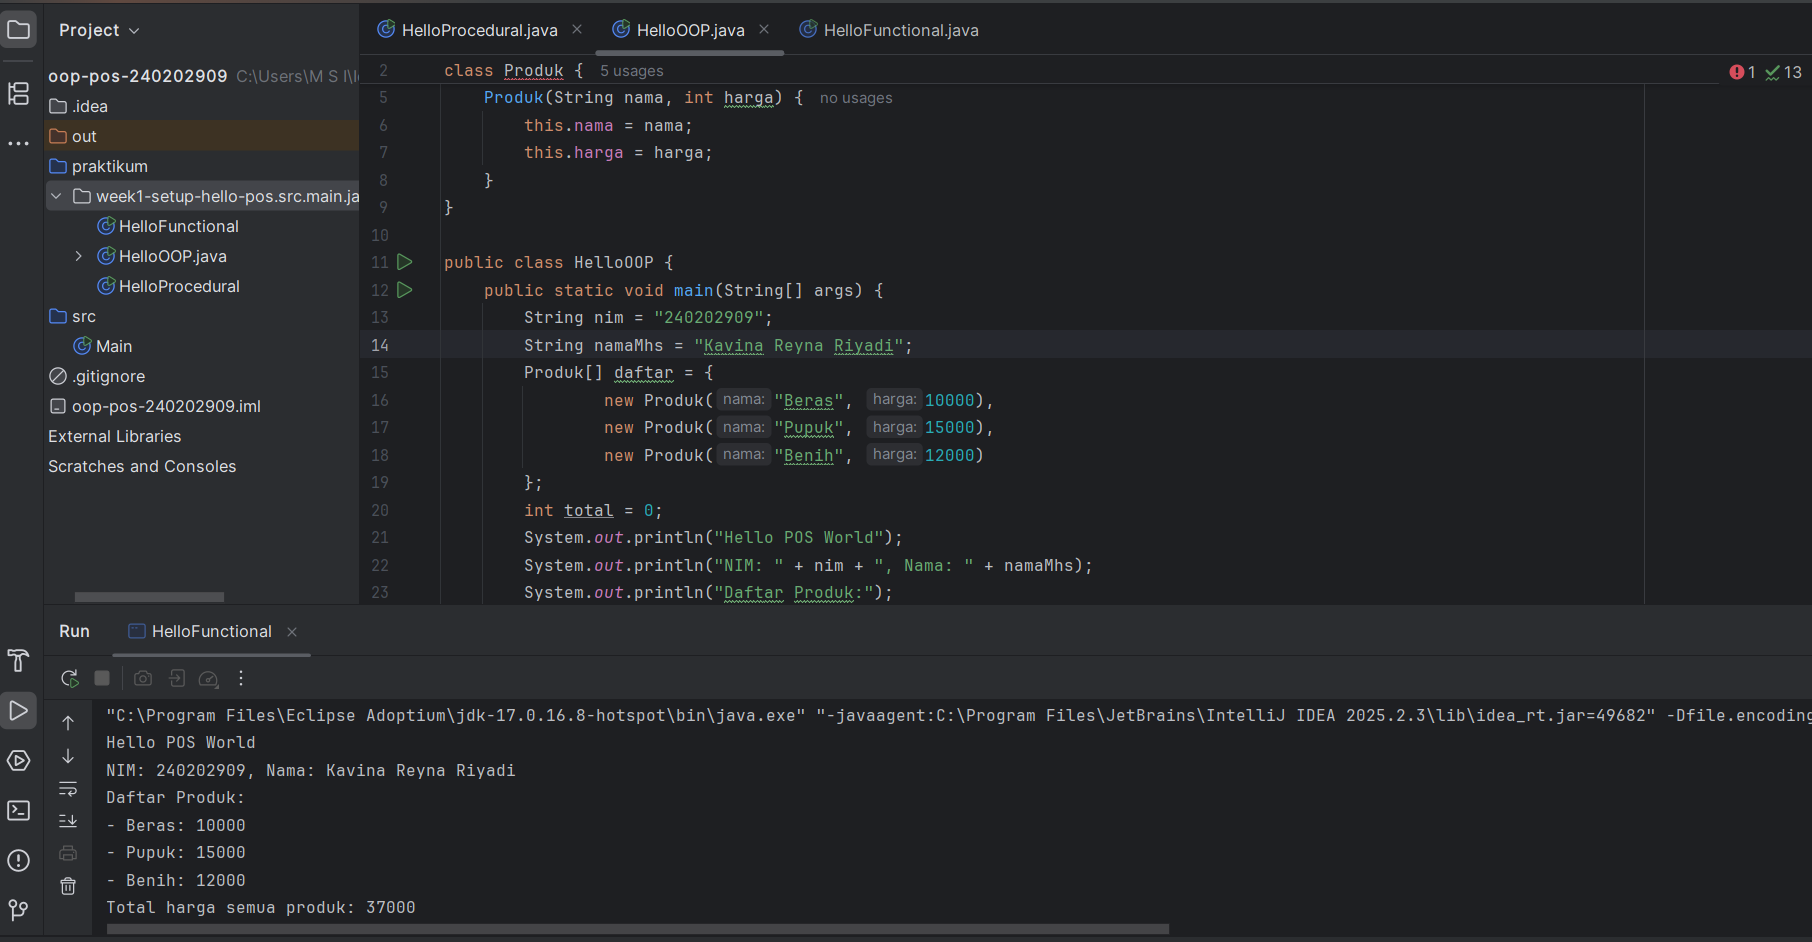 Project
oop-pos-240202909 C:\Users\M S I\I
.idea
out
praktikum
week1-setup-hello-pos.src.main.ja
HelloFunctional
HelloOOP.java
HelloProcedural
src
Main
.gitignore
oop-pos-240202909.iml
External Libraries
Scratches and Consoles
HelloProcedural.java
HelloOOP.java
HelloFunctional.java
1 13
2 class Produk { 5 usages
5 Produk(String nama, int harga) { no usages
6 this.nama = nama;
7 this.harga = harga;
8 }
9 }
10
11 public class HelloOOP {
12 public static void main(String[] args) {
13 String nim = "240202909";
14 String namaMhs = "Kavina Reyna Riyadi";
15 Produk[] daftar = {
16 new Produk( nama: "Beras", harga: 10000),
17 new Produk( nama: "Pupuk", harga: 15000),
18 new Produk( nama: "Benih", harga: 12000)
19 };
20 int total = 0;
21 System.out.println("Hello POS World");
22 System.out.println("NIM: " + nim + ", Nama: " + namaMhs);
23 System.out.println("Daftar Produk:");
Run HelloFunctional
"C:\Program Files\Eclipse Adoptium\jdk-17.0.16.8-hotspot\bin\java.exe" "-javaagent:C:\Program Files\JetBrains\IntelliJ IDEA 2025.2.3\lib\idea_rt.jar=49682" -Dfile.encoding
Hello POS World
NIM: 240202909, Nama: Kavina Reyna Riyadi
Daftar Produk:
- Beras: 10000
- Pupuk: 15000
- Benih: 12000
Total harga semua produk: 37000